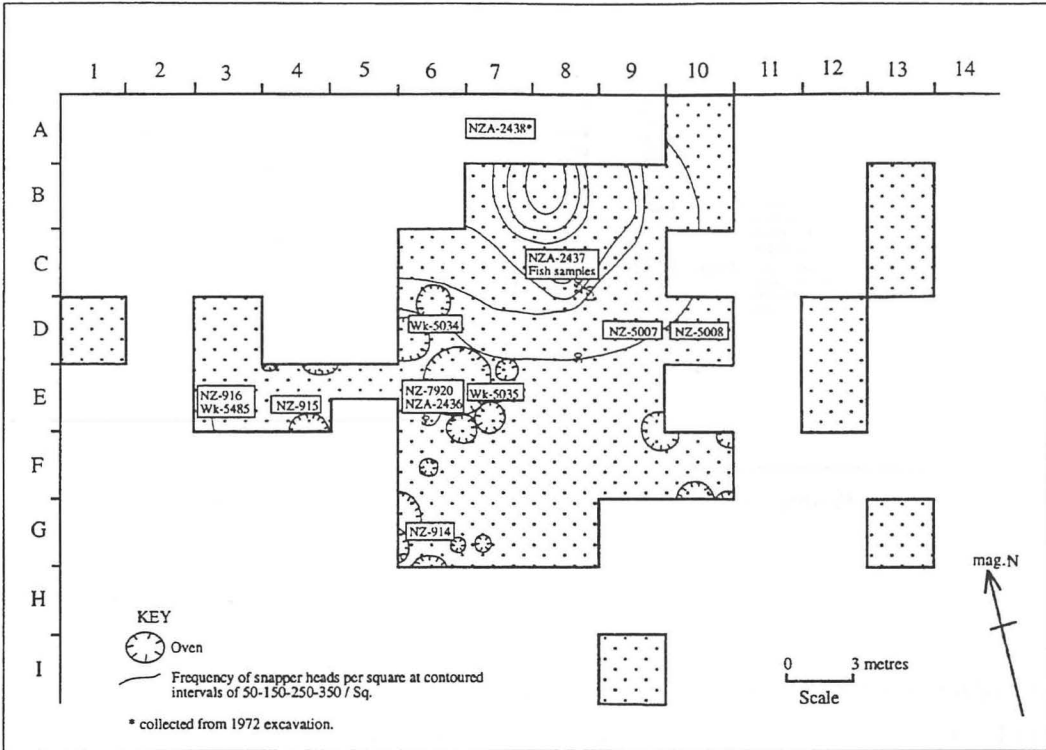 1 2 3 4 5 6 7 8 9 10 11 12 13 14
A
NZA-2438*
B
C
NZA-2437
Fish samples
D
Wk-5034
NZ-5007
NZ-5008
50
E
NZ-916
Wk-5485
NZ-915
NZ-7920
NZA-2436
Wk-5035
F
G
NZ-914
H
mag.N
KEY
Oven
I
Frequency of snapper heads per square at contoured
intervals of 50-150-250-350 / Sq.
0 3 metres
Scale
* collected from 1972 excavation.